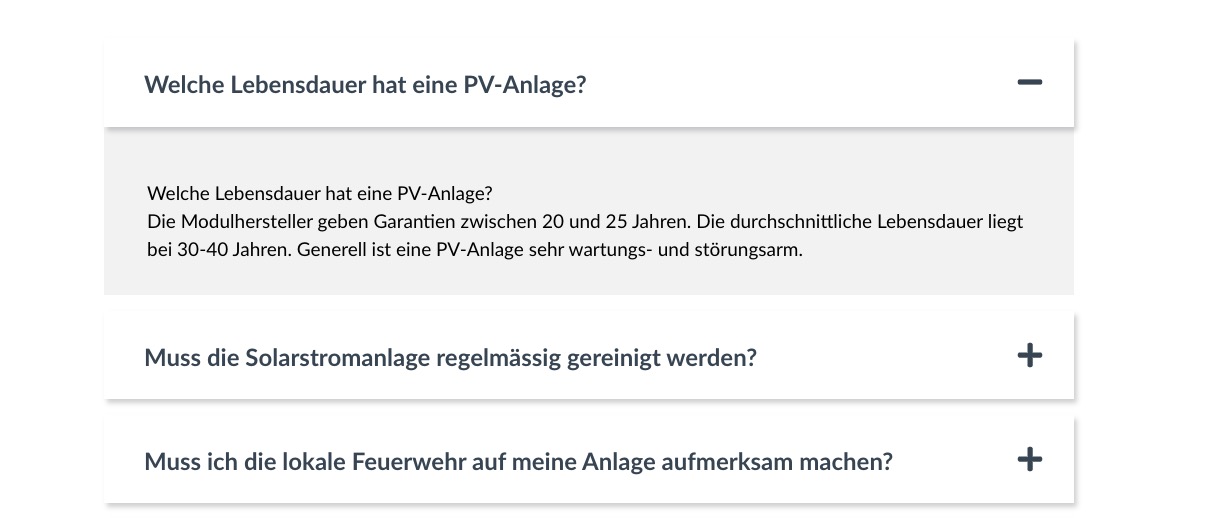 Welche Lebensdauer hat eine PV-Anlage?
Welche Lebensdauer hat eine PV-Anlage?
Die Modulhersteller geben Garantien zwischen 20 und 25 Jahren. Die durchschnittliche Lebensdauer liegt
bei 30-40 Jahren. Generell ist eine PV-Anlage sehr wartungs- und störungsarm.
Muss die Solarstromanlage regelmässig gereinigt werden?
Muss ich die lokale Feuerwehr auf meine Anlage aufmerksam machen?